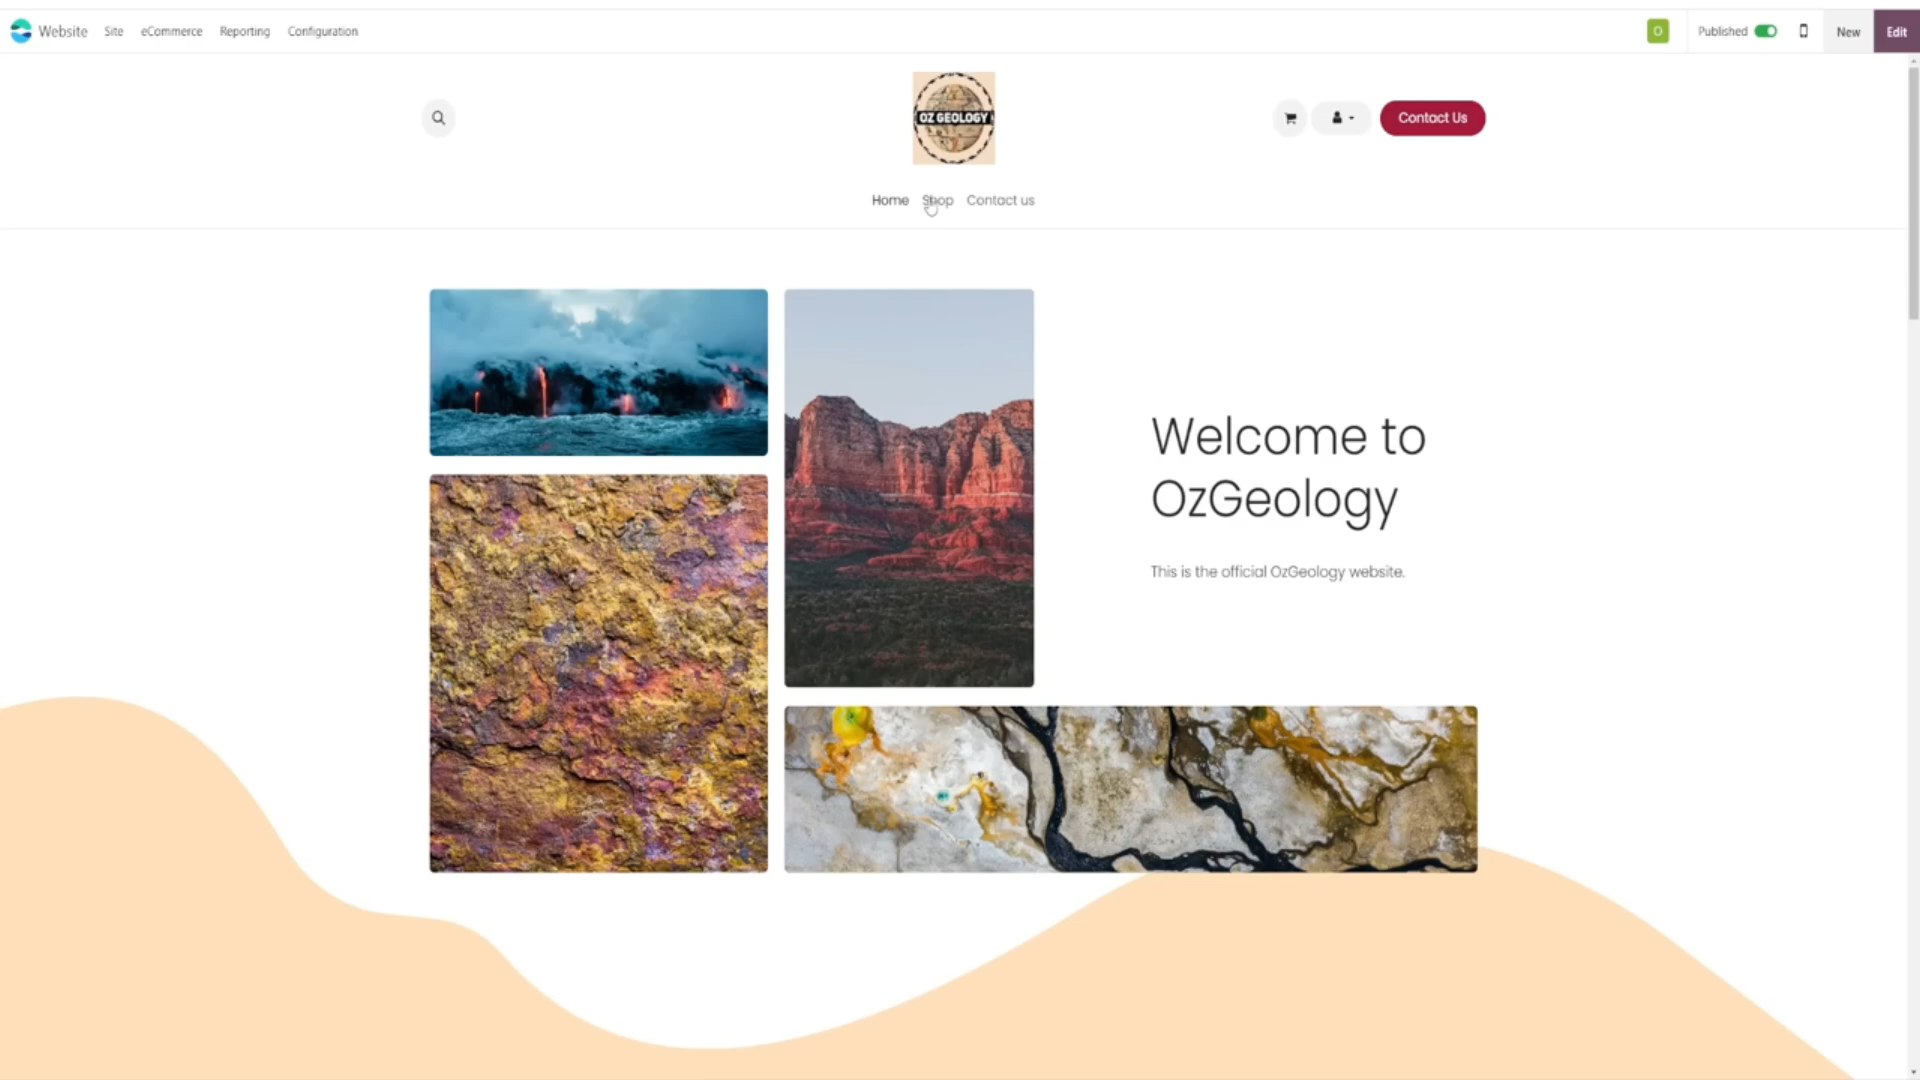 Website Site eCommerce Reporting Configuration
O Published New Edit
OZ GEOLOGY
Contact Us
Home Shop Contact us
Welcome to
OzGeology
This is the official OzGeology website.